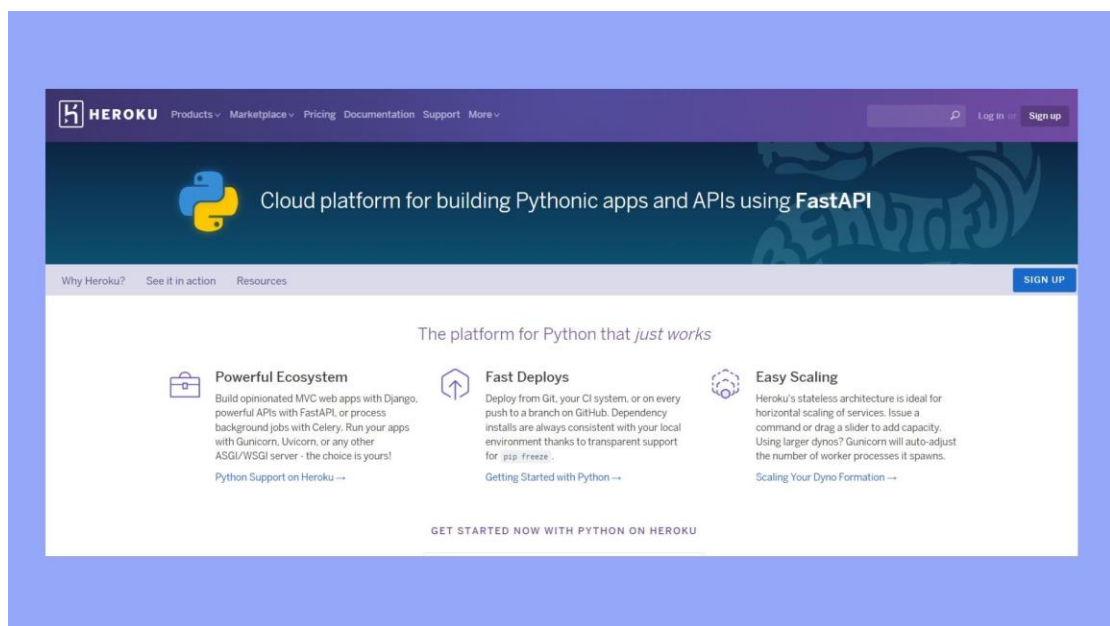 HEROKU Products Marketplace Pricing Documentation Support More Log in or Sign up
Cloud platform for building Pythonic apps and APIs using FastAPI
BEAUTIFUL
Why Heroku? See it in action Resources SIGN UP
The platform for Python that just works
Powerful Ecosystem
Build opinionated MVC web apps with Django,
powerful APIs with FastAPI, or process
background jobs with Celery. Run your apps
with Gunicorn, Uvicorn, or any other
ASGI/WSGI server - the choice is yours!
Python Support on Heroku →
Fast Deploys
Deploy from Git, your CI system, or on every
push to a branch on GitHub. Dependency
installs are always consistent with your local
environment thanks to transparent support
for pip freeze .
Getting Started with Python →
Easy Scaling
Heroku's stateless architecture is ideal for
horizontal scaling of services. Issue a
command or drag a slider to add capacity.
Using larger dynos? Gunicorn will auto-adjust
the number of worker processes it spawns.
Scaling Your Dyno Formation →
GET STARTED NOW WITH PYTHON ON HEROKU